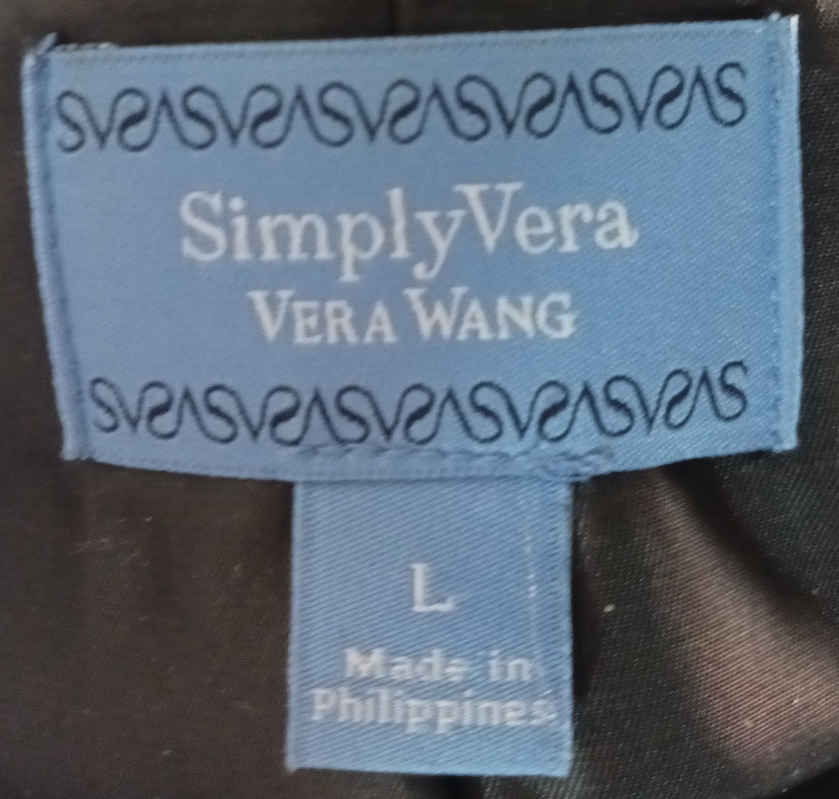 SimplyVera
VERA WANG
L
Made in
Philippines